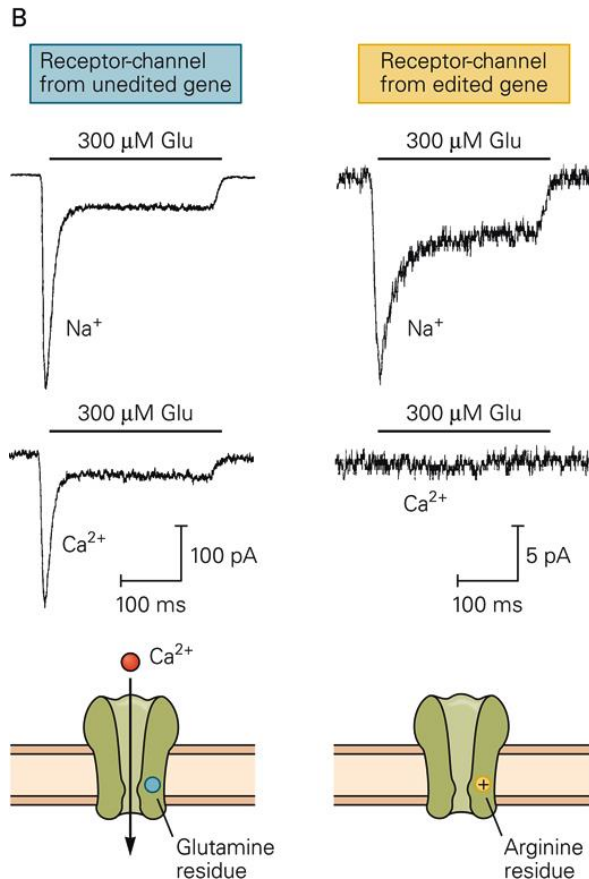 B
Receptor-channel
from unedited gene
Receptor-channel
from edited gene
300 μM Glu
300 μM Glu
Na+
Na+
300 μM Glu
300 μM Glu
Ca2+
100 pA
100 ms
Ca2+
5 pA
100 ms
Ca2+
+
Glutamine
residue
Arginine
residue